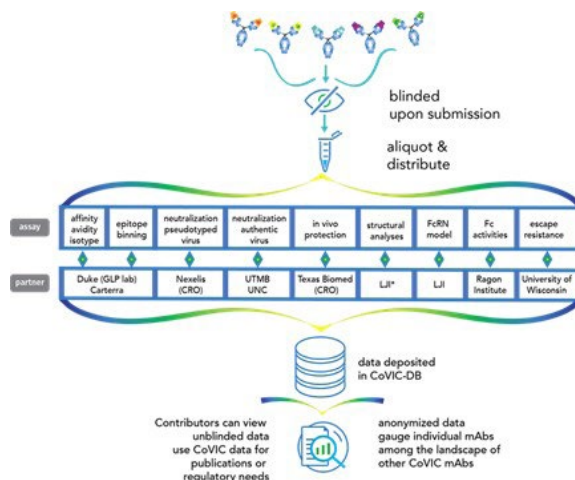 blinded
upon submission
aliquot &
distribute
assay
affinity
avidity
isotype
epitope
binning
neutralization
pseudotyped
virus
neutralization
authentic
virus
in vivo
protection
structural
analyses
FcRN
model
Fc
activities
escape
resistance
partner
Duke (GLP lab)
Carterra
Nexelis
(CRO)
UTMB
UNC
Texas Biomed
(CRO)
LJI*
LJI
Ragon
Institute
University of
Wisconsin
data deposited
in CoVIC-DB
Contributors can view
unblinded data
use CoVIC data for
publications or
regulatory needs
anonymized data
gauge individual mAbs
among the landscape of
other CoVIC mAbs